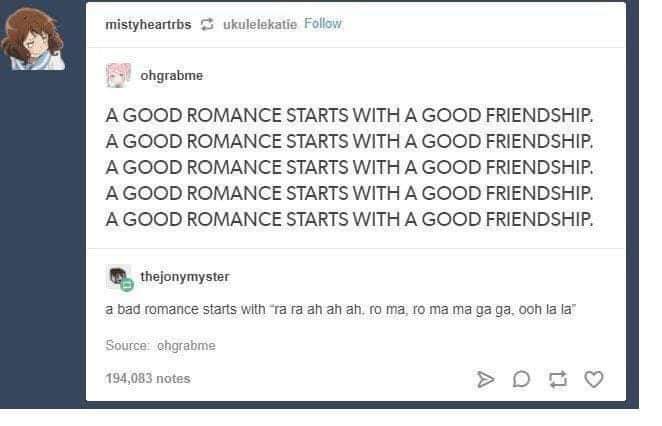 mistyheartrbs ukulelekatie Follow
ohgrabme
A GOOD ROMANCE STARTS WITH A GOOD FRIENDSHIP.
A GOOD ROMANCE STARTS WITH A GOOD FRIENDSHIP.
A GOOD ROMANCE STARTS WITH A GOOD FRIENDSHIP.
A GOOD ROMANCE STARTS WITH A GOOD FRIENDSHIP.
A GOOD ROMANCE STARTS WITH A GOOD FRIENDSHIP.
thejonymyster
a bad romance starts with "ra ra ah ah ah. ro ma, ro ma ma ga ga, ooh la la"
Source: ohgrabme
194,083 notes